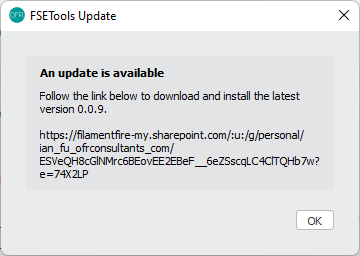 OFR FSETools Update
An update is available
Follow the link below to download and install the latest
version 0.0.9.
https://filamentfire-my.sharepoint.com/:u:/g/personal/
ian_fu_ofrconsultants_com/
ESVeQH8cGlNMrc6BEovEE2EBeF__6eZSscqLC4ClTQHb7w?
e=74X2LP
OK